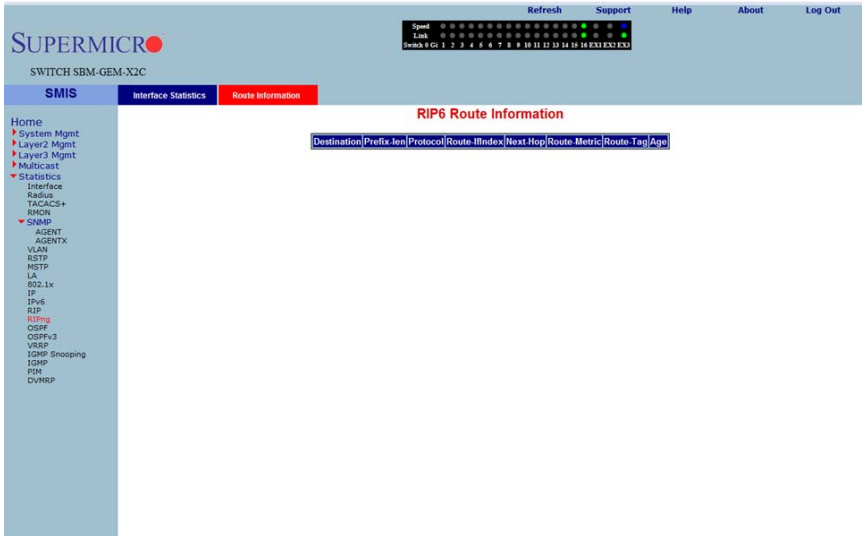 Refresh Support Help About Log Out
SUPERMICRO
SWITCH SBM-GEM-X2C
Speed
Link
Switch 0 Gi 1 2 3 4 5 6 7 8 9 10 11 12 13 14 15 16 EX1 EX2 EX3
SMIS
Interface Statistics
Route Information
Home
System Mgmt
Layer2 Mgmt
Layer3 Mgmt
Multicast
Statistics
Interface
Radius
TACACS+
RMON
SNMP
AGENT
AGENTX
VLAN
RSTP
MSTP
LA
802.1x
IP
IPv6
RIP
RIPng
OSPF
OSPFv3
VRRP
IGMP Snooping
IGMP
PIM
DVMRP
RIP6 Route Information
Destination Prefix-len Protocol Route-IfIndex Next-Hop Route-Metric Route-Tag Age